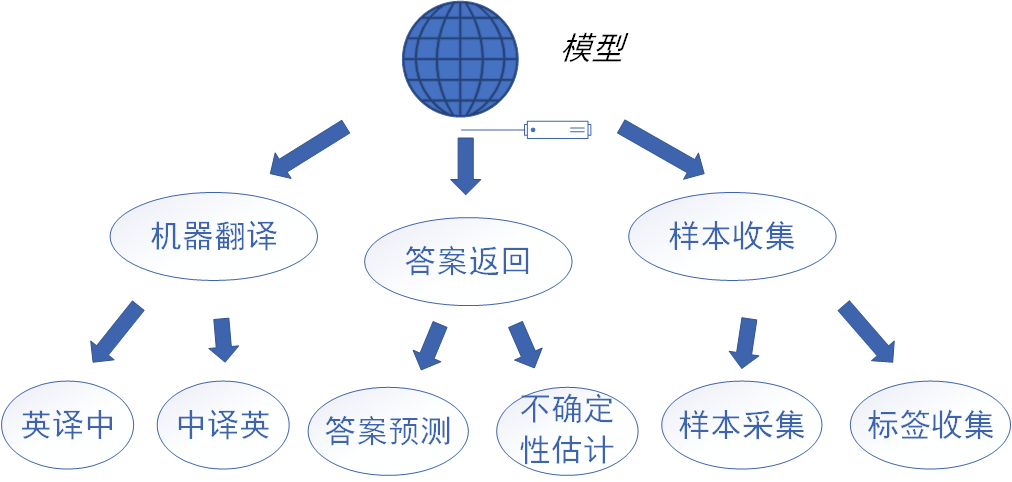 模型
机器翻译
答案返回
样本收集
英译中
中译英
答案预测
不确定
性估计
样本采集
标签收集